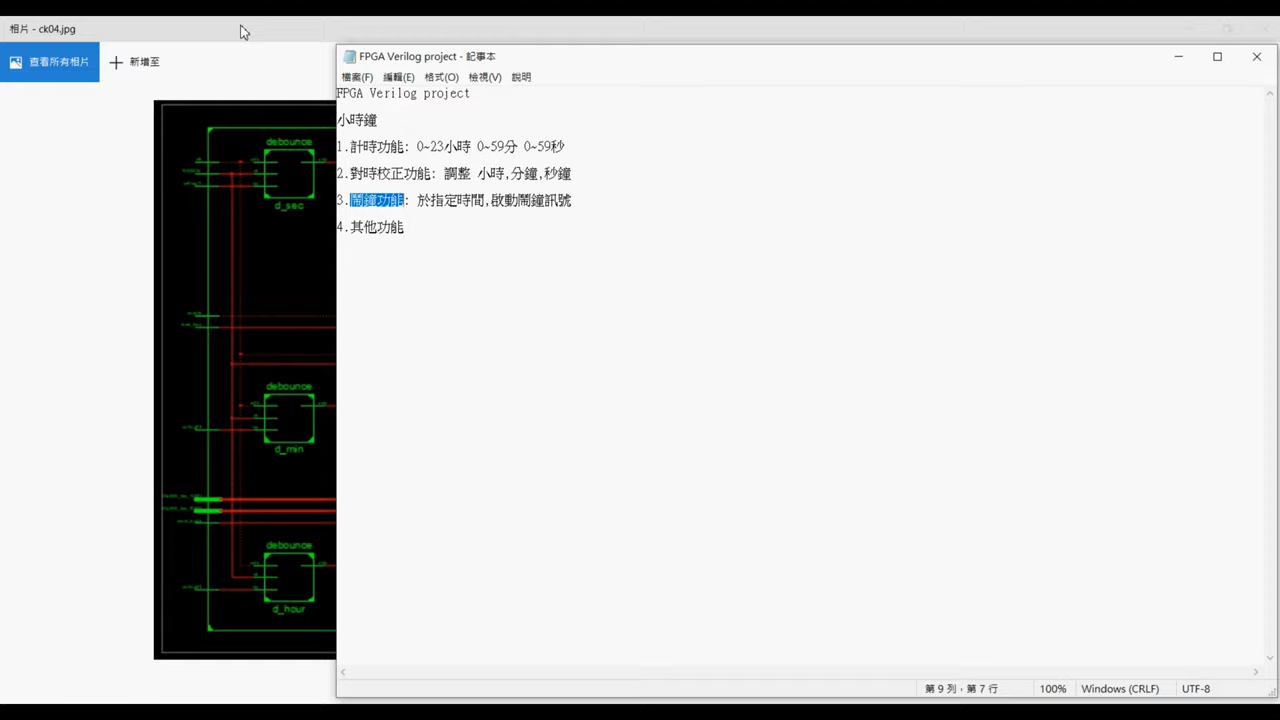 相片 - ck04.jpg
查看所有相片
新增至
FPGA Verilog project - 記事本
檔案(F) 編輯(E) 格式(O) 檢視(V) 說明
FPGA Verilog project
小時鐘
1.計時功能: 0~23小時 0~59分 0~59秒
2.對時校正功能: 調整 小時,分鐘,秒鐘
3.鬧鐘功能: 於指定時間,啟動鬧鐘訊號
4.其他功能
debounce
d_sec
debounce
d_min
debounce
d_hour
第 9 列，第 7 行
100%
Windows (CRLF)
UTF-8